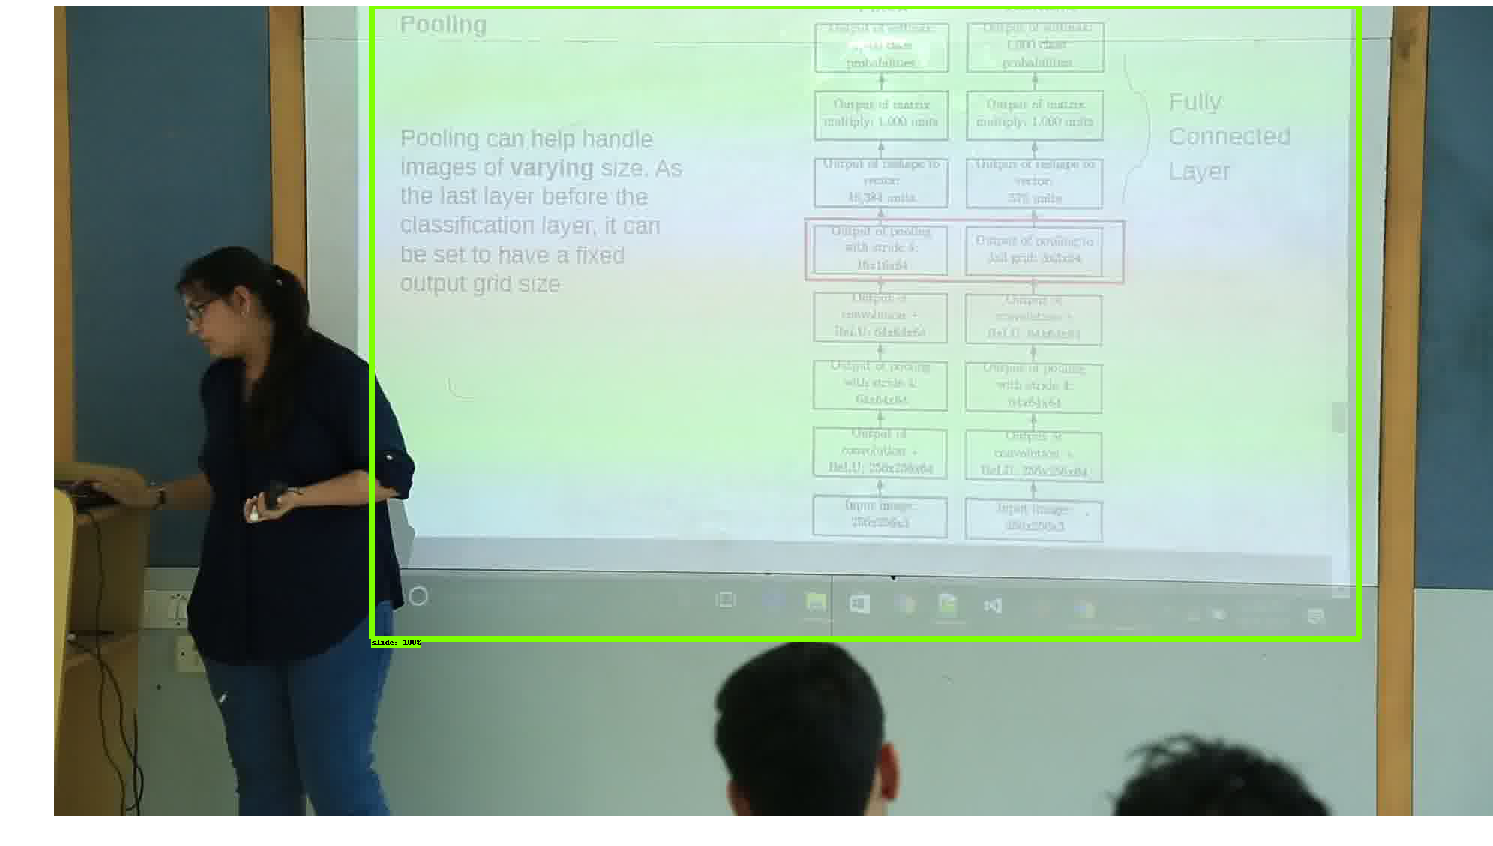 Pooling
Pooling can help handle
images of varying size. As
the last layer before the
classification layer, it can
be set to have a fixed
output grid size
Output of softmax:
1,000 class
probabilities
Output of matrix
multiply: 1,000 units
Output of reshape to
vector:
16,384 units
Output of pooling
with stride 4:
16x16x64
Output of
convolution +
ReLU: 64x64x64
Output of pooling
with stride 4:
64x64x64
Output of
convolution +
ReLU: 256x256x64
Input image:
256x256x3
Output of softmax:
1,000 class
probabilities
Output of matrix
multiply: 1,000 units
Output of reshape to
vector:
576 units
Output of pooling to
3x3 grid: 3x3x64
Output of
convolution +
ReLU: 64x64x64
Output of pooling
with stride 4:
64x64x64
Output of
convolution +
ReLU: 256x256x64
Input image:
256x256x3
Fully
Connected
Layer
slide: 100%